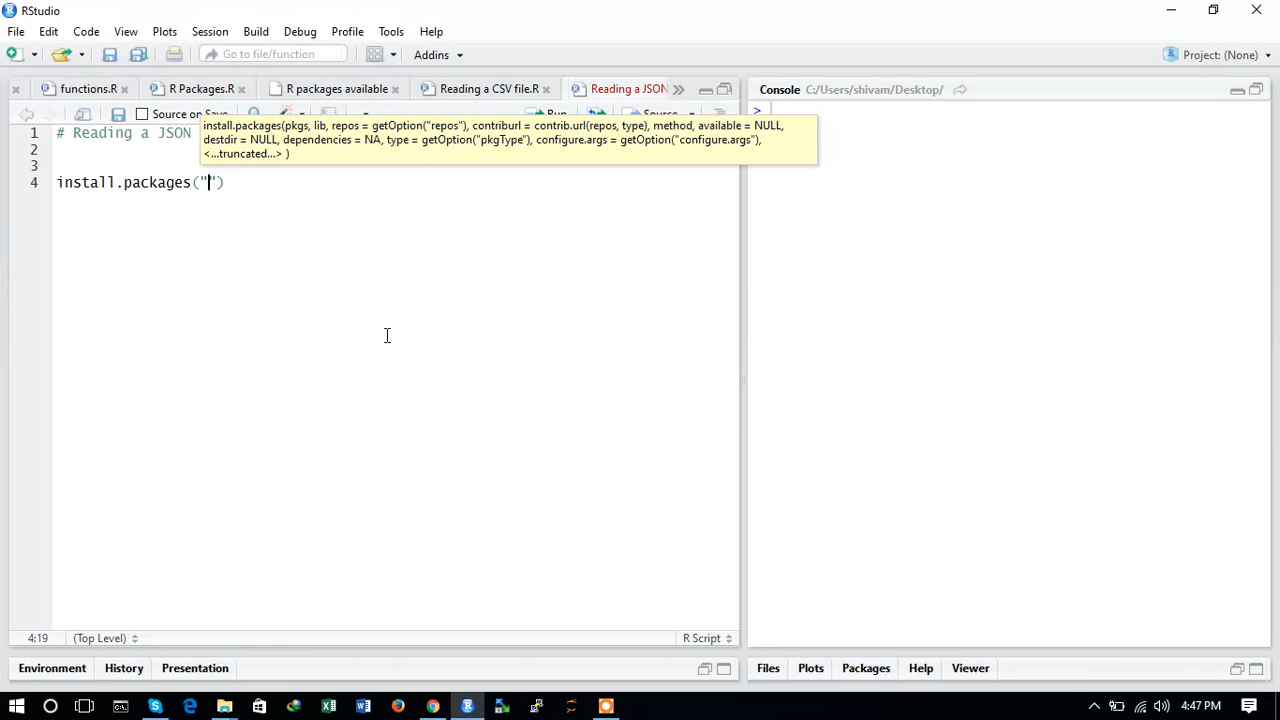 RStudio
File Edit Code View Plots Session Build Debug Profile Tools Help
Go to file/function Addins Project: (None)
functions.R R Packages.R R packages available Reading a CSV file.R Reading a JSON
Source on Save Run Source
Console C:/Users/shivam/Desktop/
>
install.packages(pkgs, lib, repos = getOption("repos"), contriburl = contrib.url(repos, type), method, available = NULL,
destdir = NULL, dependencies = NA, type = getOption("pkgType"), configure.args = getOption("configure.args"),
<...truncated...> )
1 # Reading a JSON
2
3
4 install.packages("")
4:19 (Top Level) R Script
Environment History Presentation
Files Plots Packages Help Viewer
4:47 PM